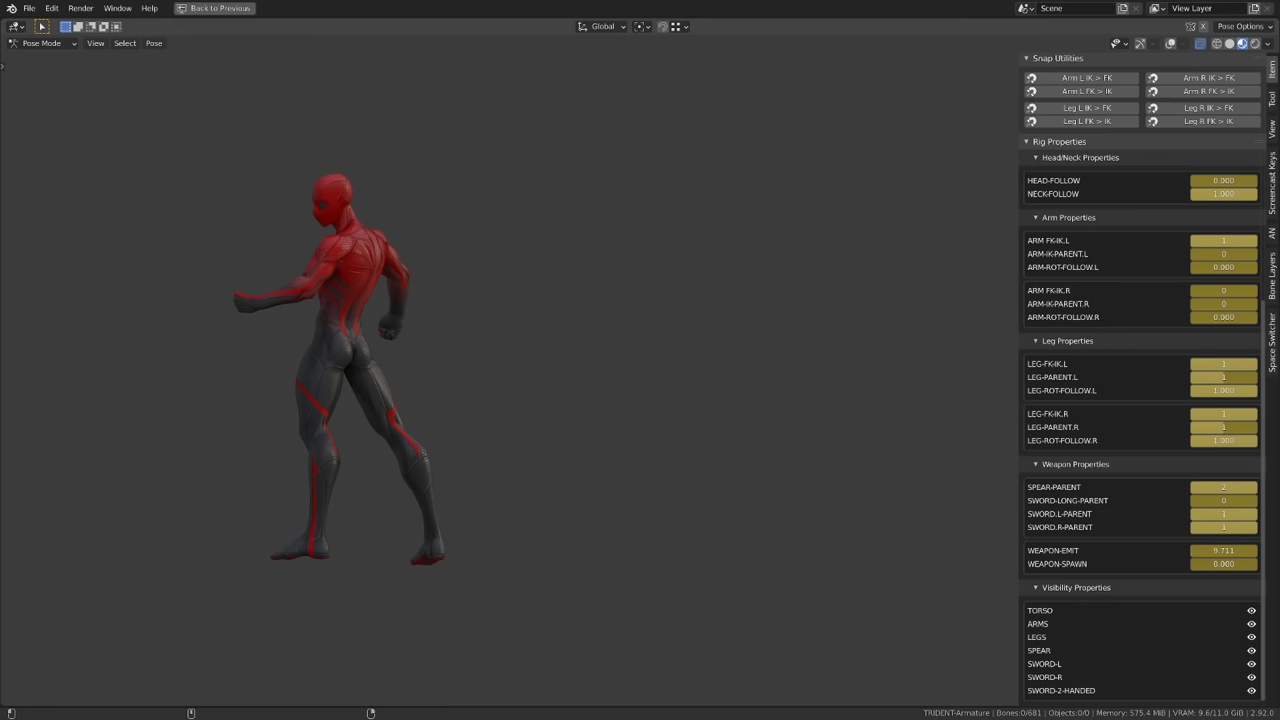 File Edit Render Window Help Back to Previous Scene View Layer
Global Pose Options
Pose Mode View Select Pose
Snap Utilities
Arm L IK > FK Arm R IK > FK
Arm L FK > IK Arm R FK > IK
Leg L IK > FK Leg R IK > FK
Leg L FK > IK Leg R FK > IK
Rig Properties
Head/Neck Properties
HEAD-FOLLOW 0.000
NECK-FOLLOW 1.000
Arm Properties
ARM FK-IK.L 1
ARM-IK-PARENT.L 0
ARM-ROT-FOLLOW.L 0.000
ARM FK-IK.R 0
ARM-IK-PARENT.R 0
ARM-ROT-FOLLOW.R 0.000
Leg Properties
LEG-FK-IK.L 1
LEG-PARENT.L 1
LEG-ROT-FOLLOW.L 1.000
LEG-FK-IK.R 1
LEG-PARENT.R 1
LEG-ROT-FOLLOW.R 1.000
Weapon Properties
SPEAR-PARENT 2
SWORD-LONG-PARENT 0
SWORD.L-PARENT 1
SWORD.R-PARENT 1
WEAPON-EMIT 9.711
WEAPON-SPAWN 0.000
Visibility Properties
TORSO
ARMS
LEGS
SPEAR
SWORD-L
SWORD-R
SWORD-2-HANDED
Item
Tool
View
Screencast Keys
AN
Bone Layers
Space Switcher
TRIDENT-Armature | Bones:0/681 | Objects:0/0 | Memory: 575.4 MiB | VRAM: 9.6/11.0 GiB | 2.92.0